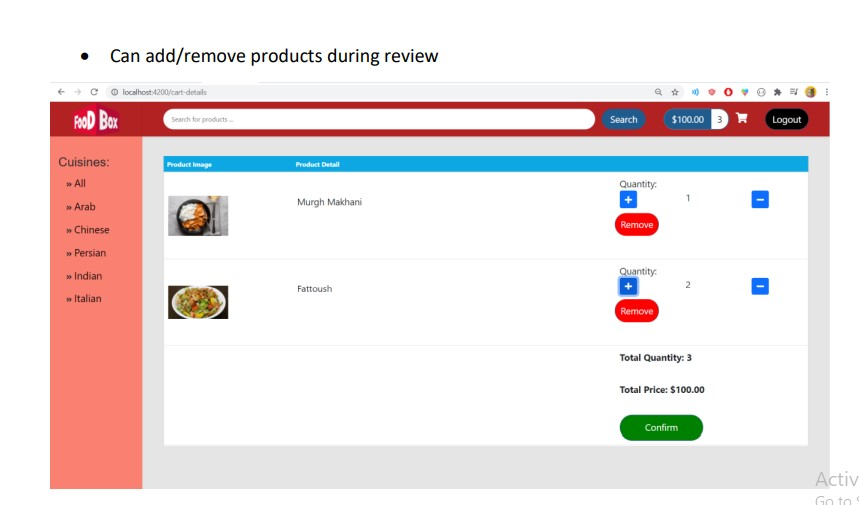 • Can add/remove products during review
localhost:4200/cart-details
FooD Box
Search for products ...
Search
$100.00 3
Logout
Cuisines:
» All
» Arab
» Chinese
» Persian
» Indian
» Italian
Product Image Product Detail
Murgh Makhani
Quantity:
+ 1 −
Remove
Fattoush
Quantity:
+ 2 −
Remove
Total Quantity: 3
Total Price: $100.00
Confirm
Activ
Go to S